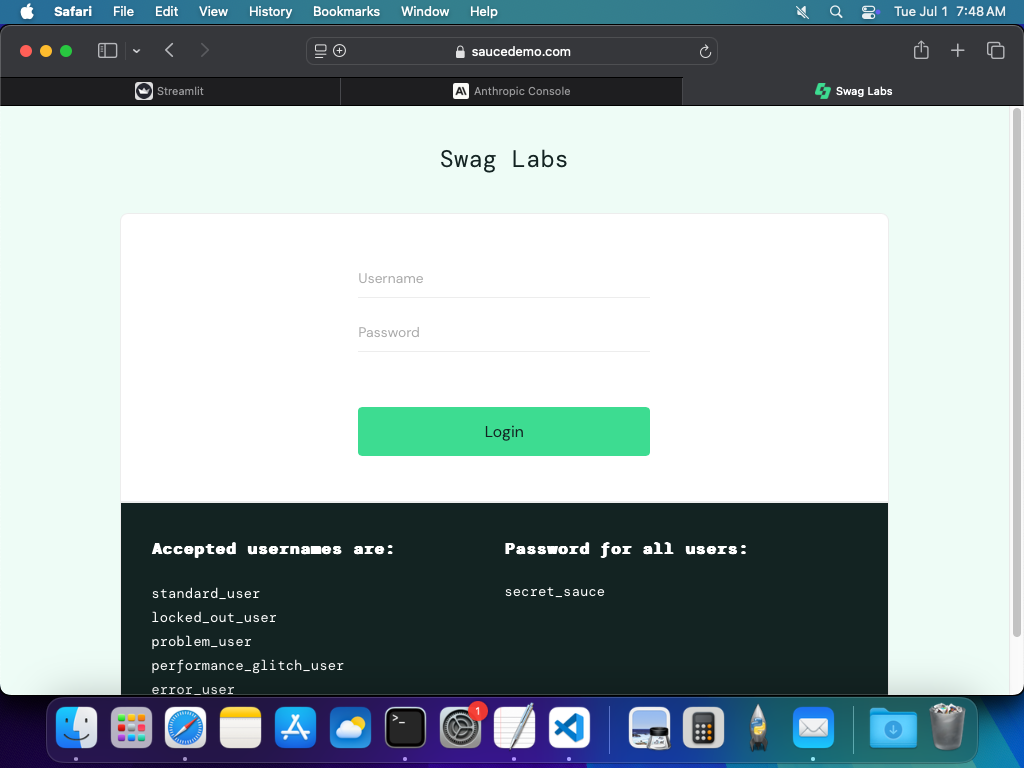 Safari File Edit View History Bookmarks Window Help Tue Jul 1 7:48 AM
saucedemo.com
Streamlit
Anthropic Console
Swag Labs
Swag Labs
Username
Password
Login
Accepted usernames are:
standard_user
locked_out_user
problem_user
performance_glitch_user
error_user
Password for all users:
secret_sauce
1